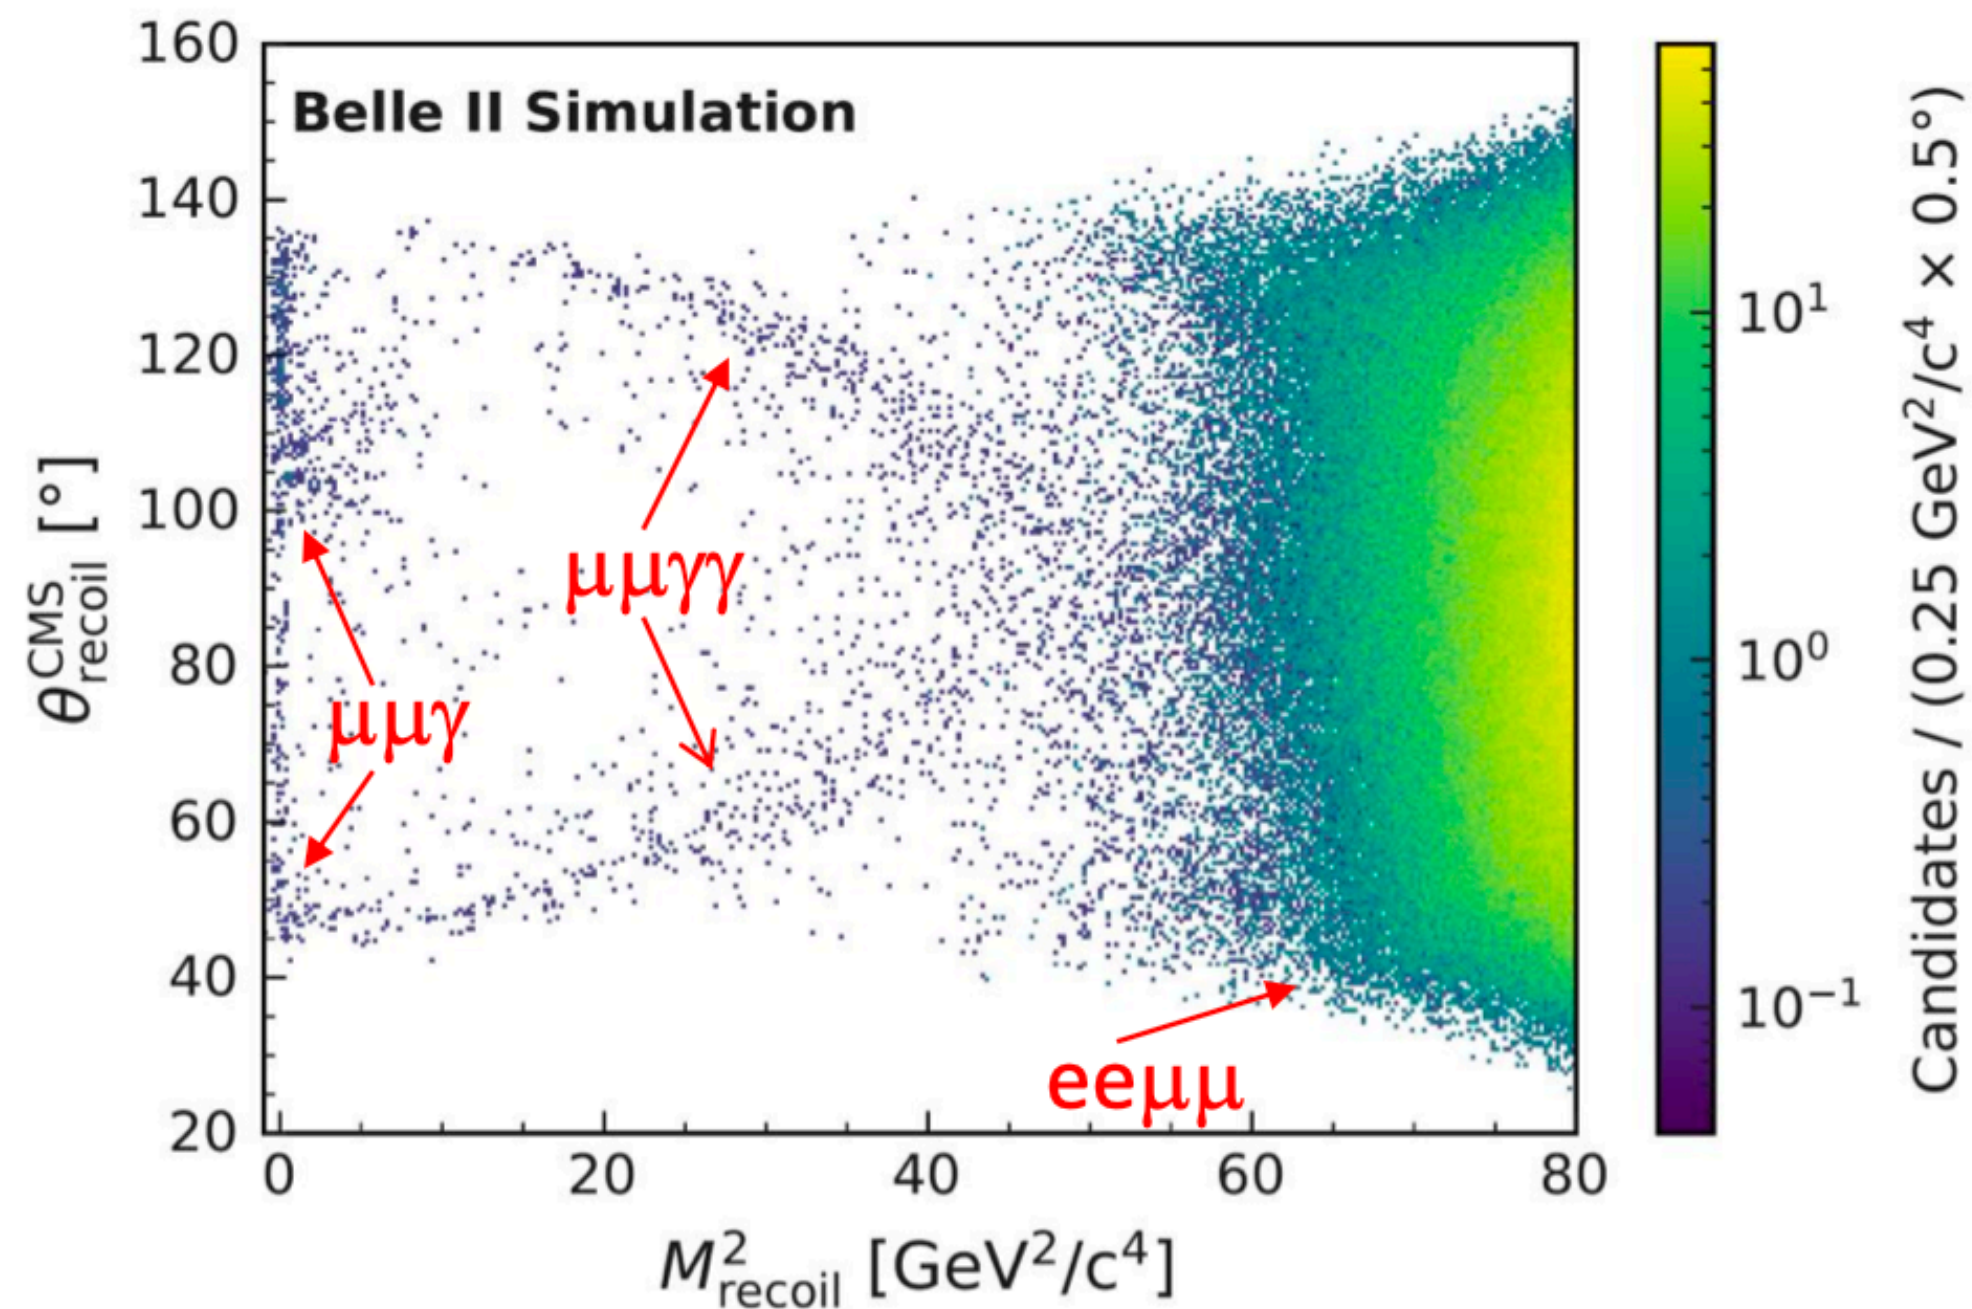 Belle II Simulation
160
140
120
100
80
60
40
20
θ^CMS_recoil [°]
μμγγ
μμγ
eeμμ
0 20 40 60 80
M²_recoil [GeV²/c⁴]
10¹
10⁰
10⁻¹
Candidates / (0.25 GeV²/c⁴ × 0.5°)